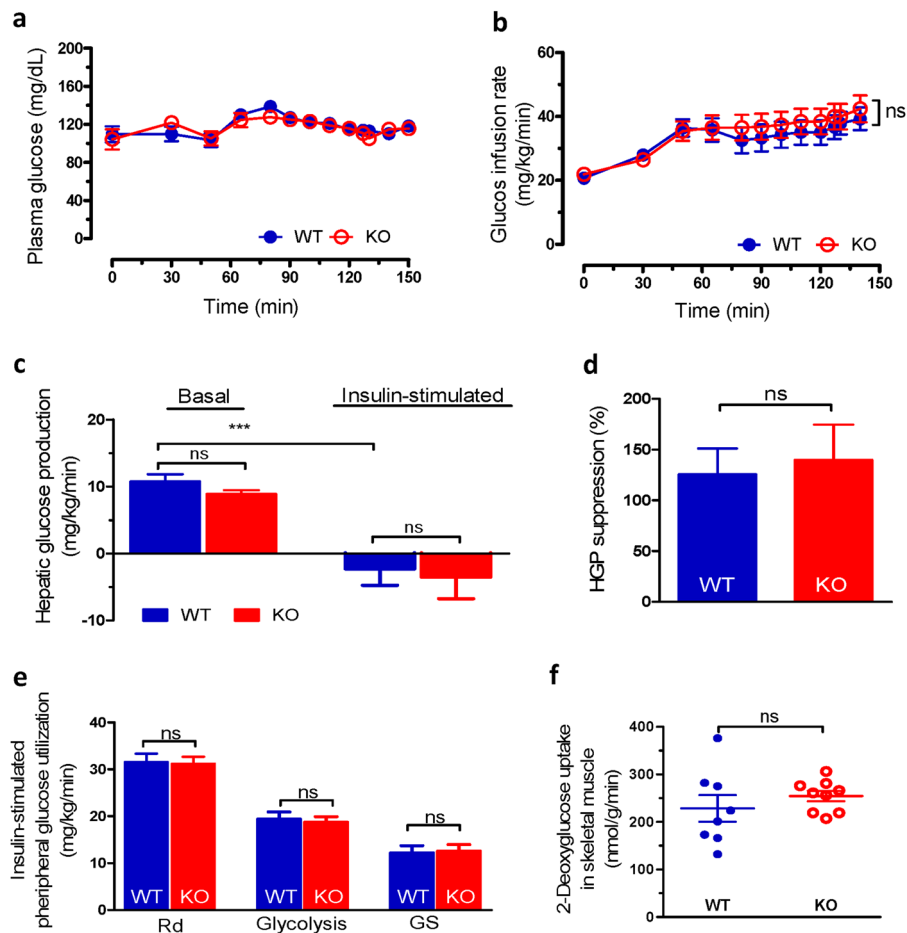 a
Plasma glucose (mg/dL)
200
160
120
80
40
0
WT KO
0 30 60 90 120 150
Time (min)
b
Glucos infusion rate
(mg/kg/min)
60
40
20
0
ns
WT KO
0 30 60 90 120 150
Time (min)
c
Hepatic glucose production
(mg/kg/min)
Basal
Insulin-stimulated
20
10
0
-10
***
ns
ns
WT KO
d
HGP suppression (%)
200
150
100
50
0
ns
WT KO
e
Insulin-stimulated
pheripheral glucose utilization
(mg/kg/min)
40
30
20
10
0
ns
ns
ns
WT KO WT KO WT KO
Rd Glycolysis GS
f
2-Deoxyglucose uptake
in skeletal muscle
(nmol/g/min)
400
300
200
100
0
ns
WT KO